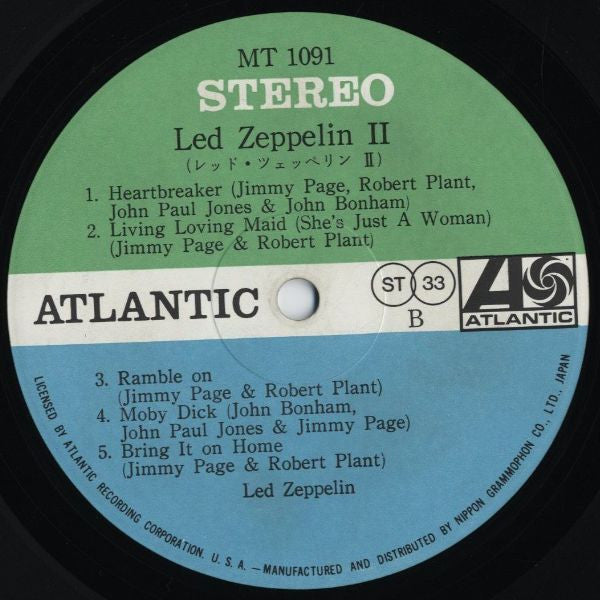 MT 1091
STEREO
Led Zeppelin II
(レッド・ツェッペリン Ⅱ)
1. Heartbreaker (Jimmy Page, Robert Plant,
John Paul Jones & John Bonham)
2. Living Loving Maid (She's Just A Woman)
(Jimmy Page & Robert Plant)
ATLANTIC
ST 33
B
ATLANTIC
3. Ramble on
(Jimmy Page & Robert Plant)
4. Moby Dick (John Bonham,
John Paul Jones & Jimmy Page)
5. Bring It on Home
(Jimmy Page & Robert Plant)
Led Zeppelin
LICENSED BY ATLANTIC RECORDING CORPORATION. U. S. A. —MANUFACTURED AND DISTRIBUTED BY NIPPON GRAMMOPHON CO., LTD., JAPAN